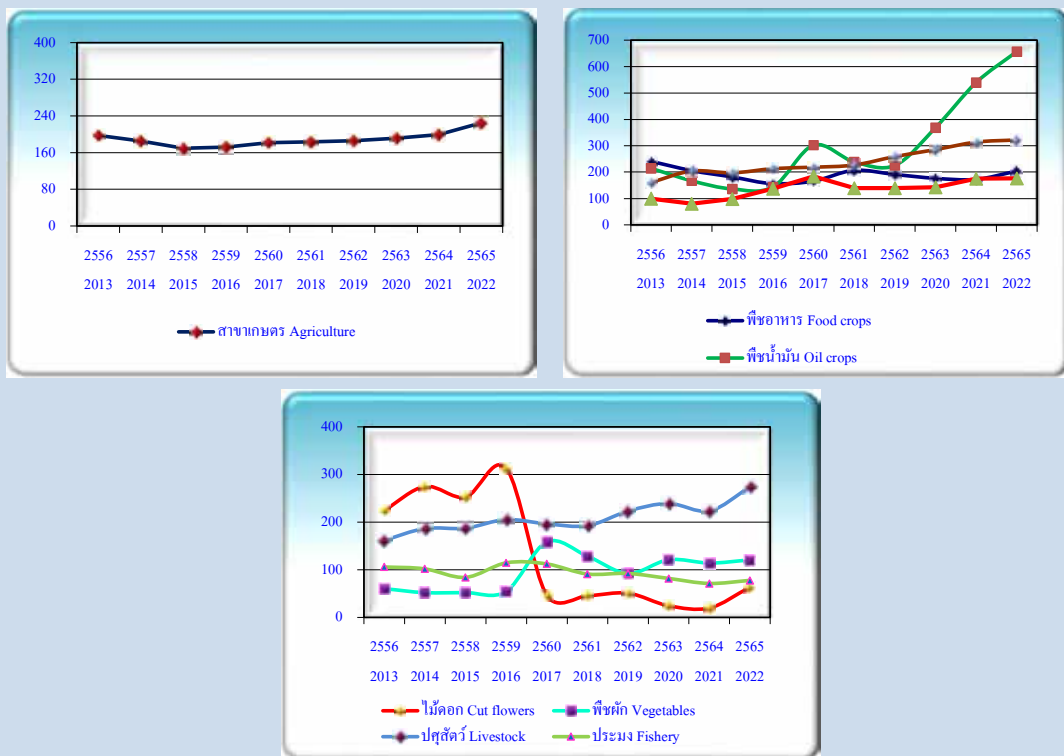 400
320
240
160
80
0
2556 2557 2558 2559 2560 2561 2562 2563 2564 2565
2013 2014 2015 2016 2017 2018 2019 2020 2021 2022
สาขาเกษตร Agriculture
700
600
500
400
300
200
100
0
2556 2557 2558 2559 2560 2561 2562 2563 2564 2565
2013 2014 2015 2016 2017 2018 2019 2020 2021 2022
พืชอาหาร Food crops
พืชน้ำมัน Oil crops
400
300
200
100
0
2556 2557 2558 2559 2560 2561 2562 2563 2564 2565
2013 2014 2015 2016 2017 2018 2019 2020 2021 2022
ไม้ดอก Cut flowers พืชผัก Vegetables
ปศุสัตว์ Livestock ประมง Fishery